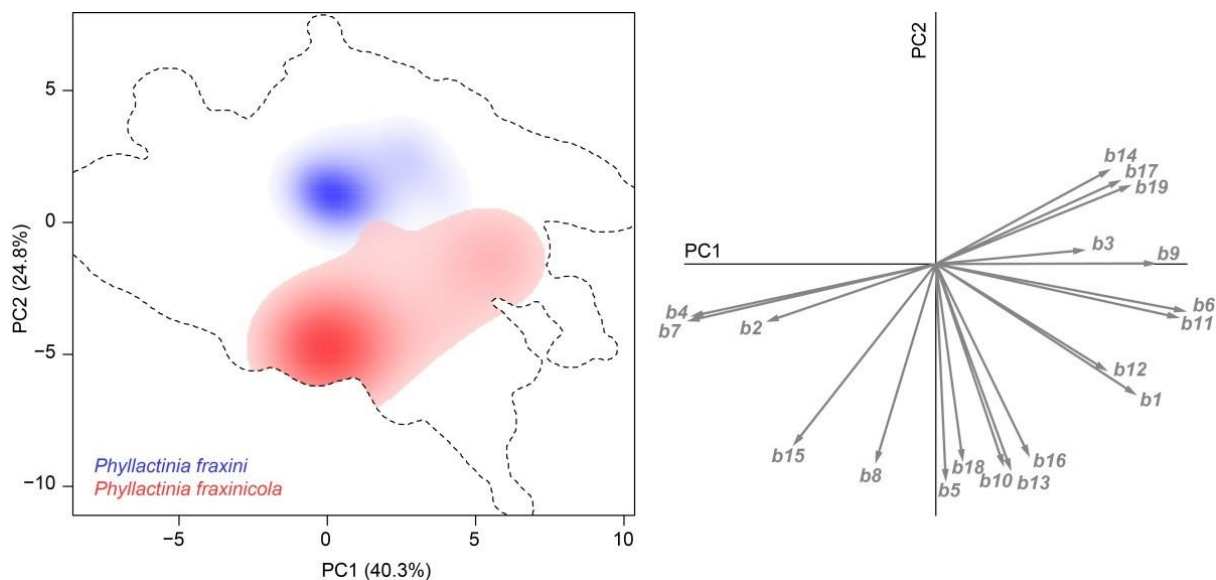 5
0
−5
−10
PC2 (24.8%)
Phyllactinia fraxini
Phyllactinia fraxinicola
−5
0
5
10
PC1 (40.3%)
PC2
PC1
b14
b17
b19
b3
b9
b4
b7
b2
b6
b11
b12
b1
b15
b8
b5
b18
b10
b13
b16